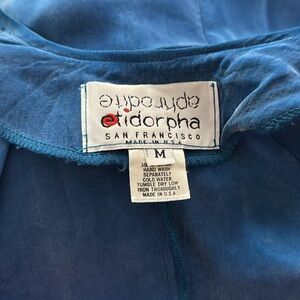 aphrodite
etidorpha
SAN FRANCISCO
MADE IN U.S.A.
M
HAND WASH
SEPARATELY
COLD WATER
TUMBLE DRY LOW
IRON THOROUGHLY
MADE IN U.S.A.